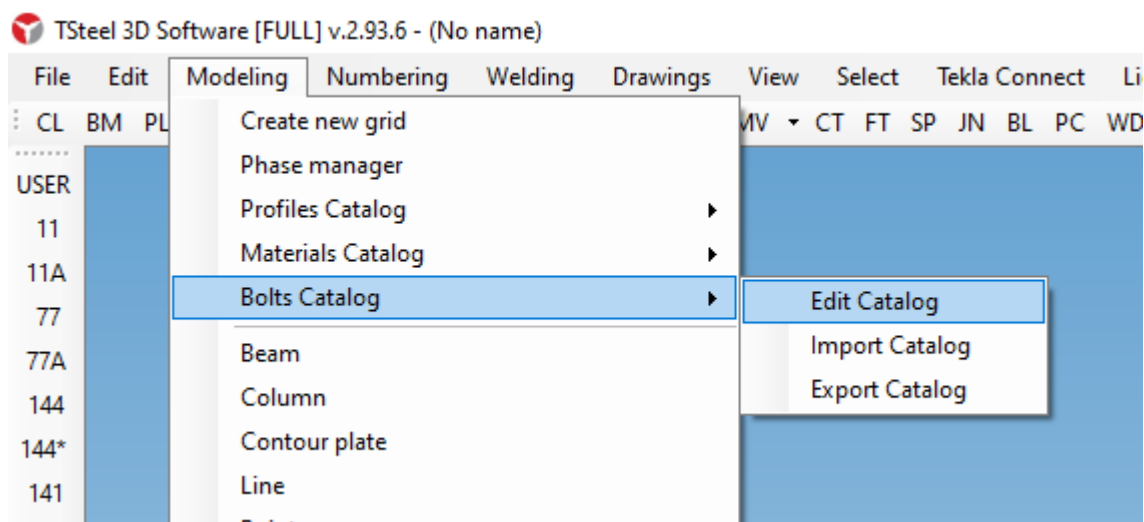 TSteel 3D Software [FULL] v.2.93.6 - (No name)
File Edit Modeling Numbering Welding Drawings View Select Tekla Connect Li
CL BM PL MV CT FT SP JN BL PC WD
USER
11
11A
77
77A
144
144*
141
Create new grid
Phase manager
Profiles Catalog
Materials Catalog
Bolts Catalog
Beam
Column
Contour plate
Line
Edit Catalog
Import Catalog
Export Catalog